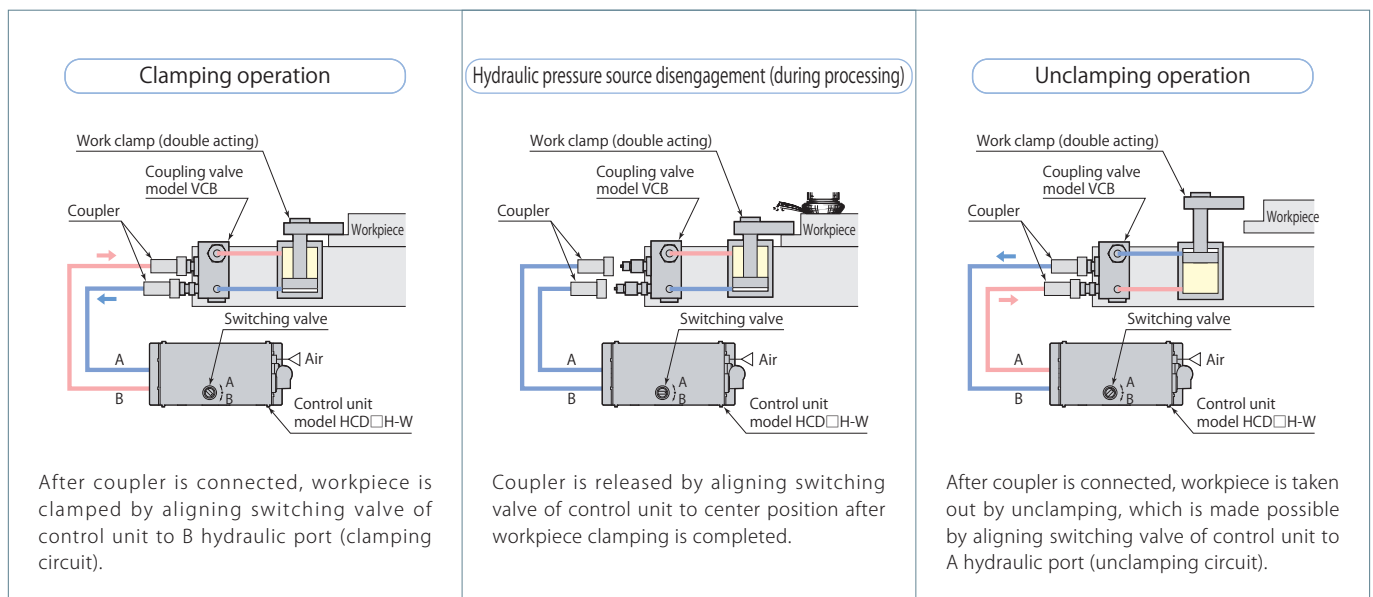 Clamping operation
Work clamp (double acting)
Coupling valve
model VCB
Coupler
Workpiece
Switching valve
A
B
A
B
Air
Control unit
model HCD□H-W
After coupler is connected, workpiece is
clamped by aligning switching valve of
control unit to B hydraulic port (clamping
circuit).
Hydraulic pressure source disengagement (during processing)
Work clamp (double acting)
Coupling valve
model VCB
Coupler
Workpiece
Switching valve
A
B
A
B
Air
Control unit
model HCD□H-W
Coupler is released by aligning switching
valve of control unit to center position after
workpiece clamping is completed.
Unclamping operation
Work clamp (double acting)
Coupling valve
model VCB
Coupler
Workpiece
Switching valve
A
B
A
B
Air
Control unit
model HCD□H-W
After coupler is connected, workpiece is taken
out by unclamping, which is made possible
by aligning switching valve of control unit to
A hydraulic port (unclamping circuit).